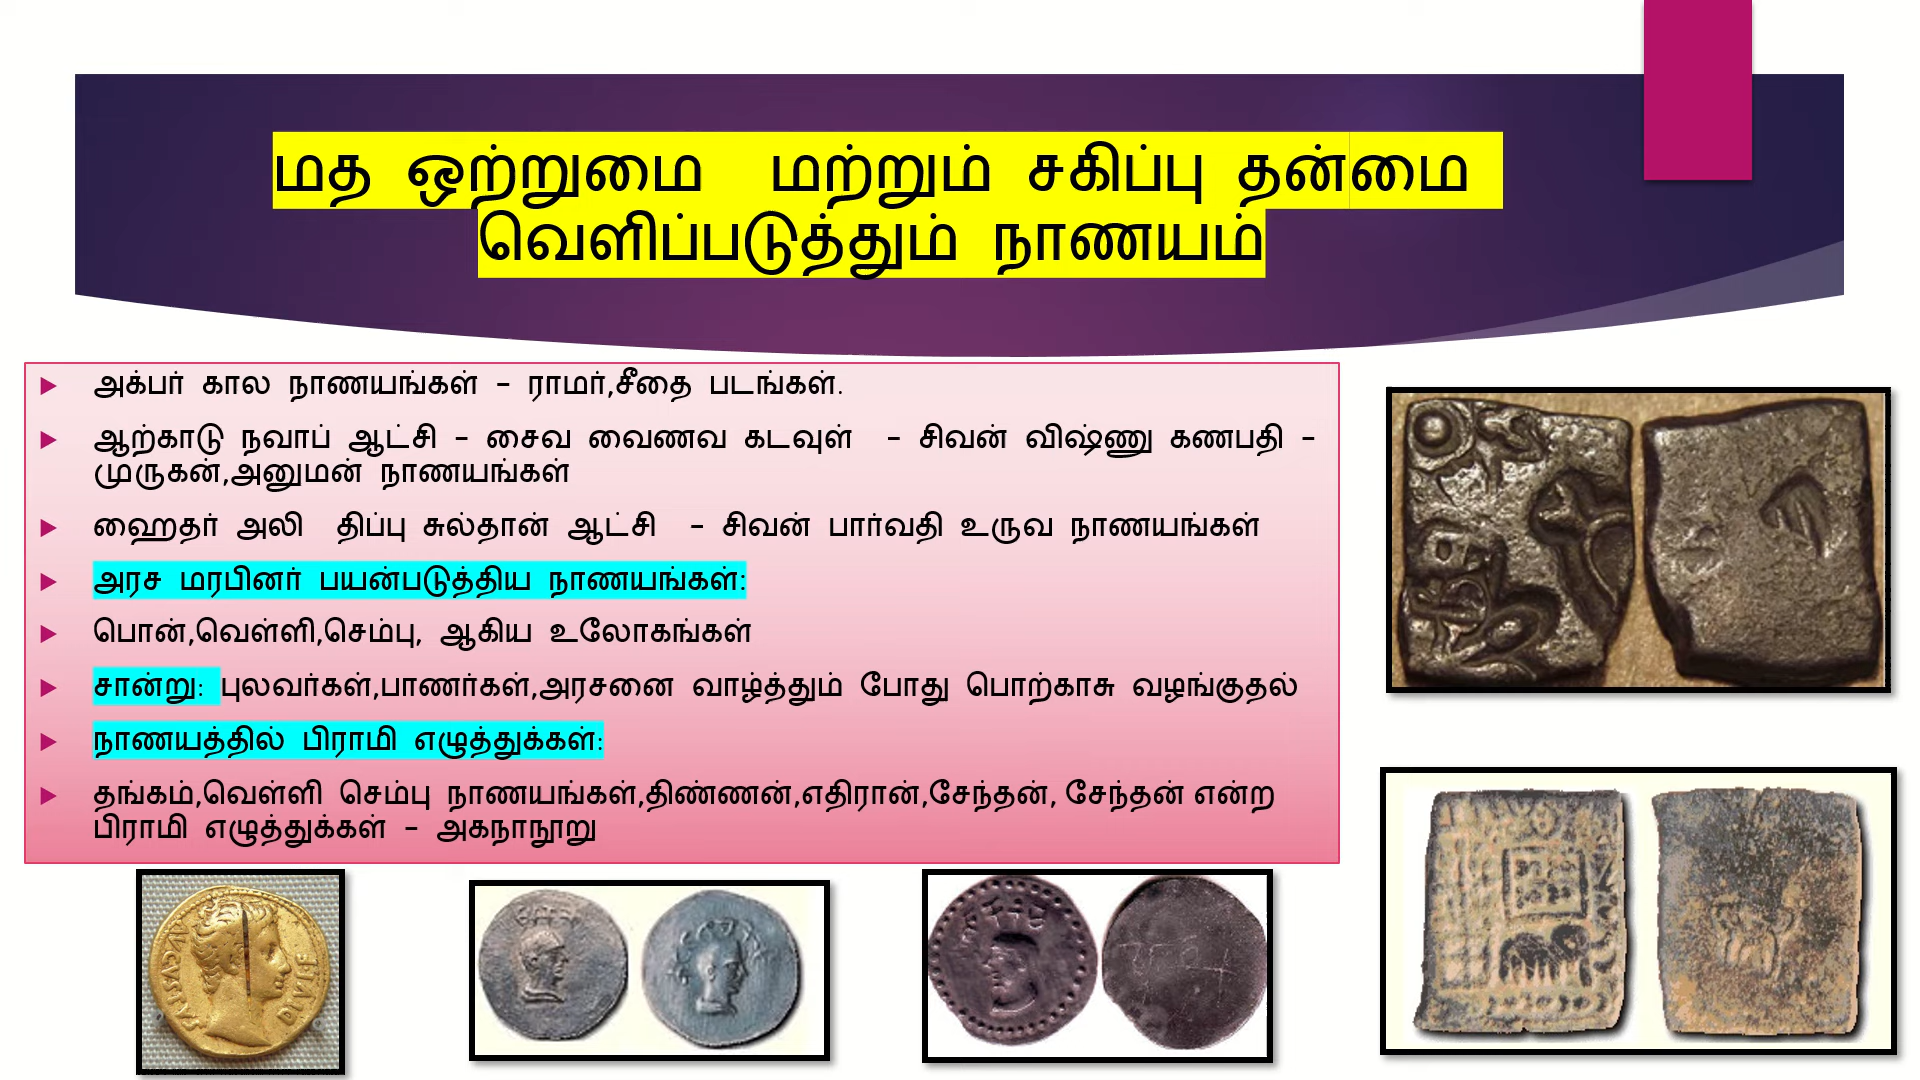 மத ஒற்றுமை மற்றும் சகிப்பு தன்மை
வெளிப்படுத்தும் நாணயம்
அக்பர் கால நாணயங்கள் – ராமர்,சீதை படங்கள்.
ஆற்காடு நவாப் ஆட்சி – சைவ வைணவ கடவுள் – சிவன் விஷ்ணு கணபதி –
முருகன்,அனுமன் நாணயங்கள்
ஹைதர் அலி திப்பு சுல்தான் ஆட்சி – சிவன் பார்வதி உருவ நாணயங்கள்
அரச மரபினர் பயன்படுத்திய நாணயங்கள்:
பொன்,வெள்ளி,செம்பு, ஆகிய உலோகங்கள்
சான்று: புலவர்கள்,பாணர்கள்,அரசனை வாழ்த்தும் போது பொற்காசு வழங்குதல்
நாணயத்தில் பிராமி எழுத்துக்கள்:
தங்கம்,வெள்ளி செம்பு நாணயங்கள்,திண்ணன்,எதிரான்,சேந்தன், சேந்தன் என்ற
பிராமி எழுத்துக்கள் – அகநாநூறு